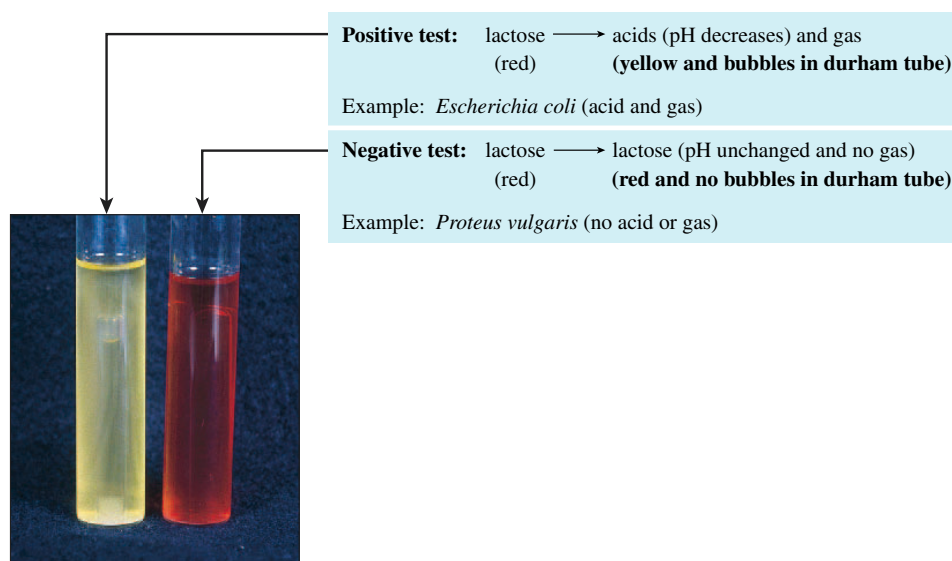 Positive test: lactose ⟶ acids (pH decreases) and gas
(red) (yellow and bubbles in durham tube)
Example: Escherichia coli (acid and gas)
Negative test: lactose ⟶ lactose (pH unchanged and no gas)
(red) (red and no bubbles in durham tube)
Example: Proteus vulgaris (no acid or gas)